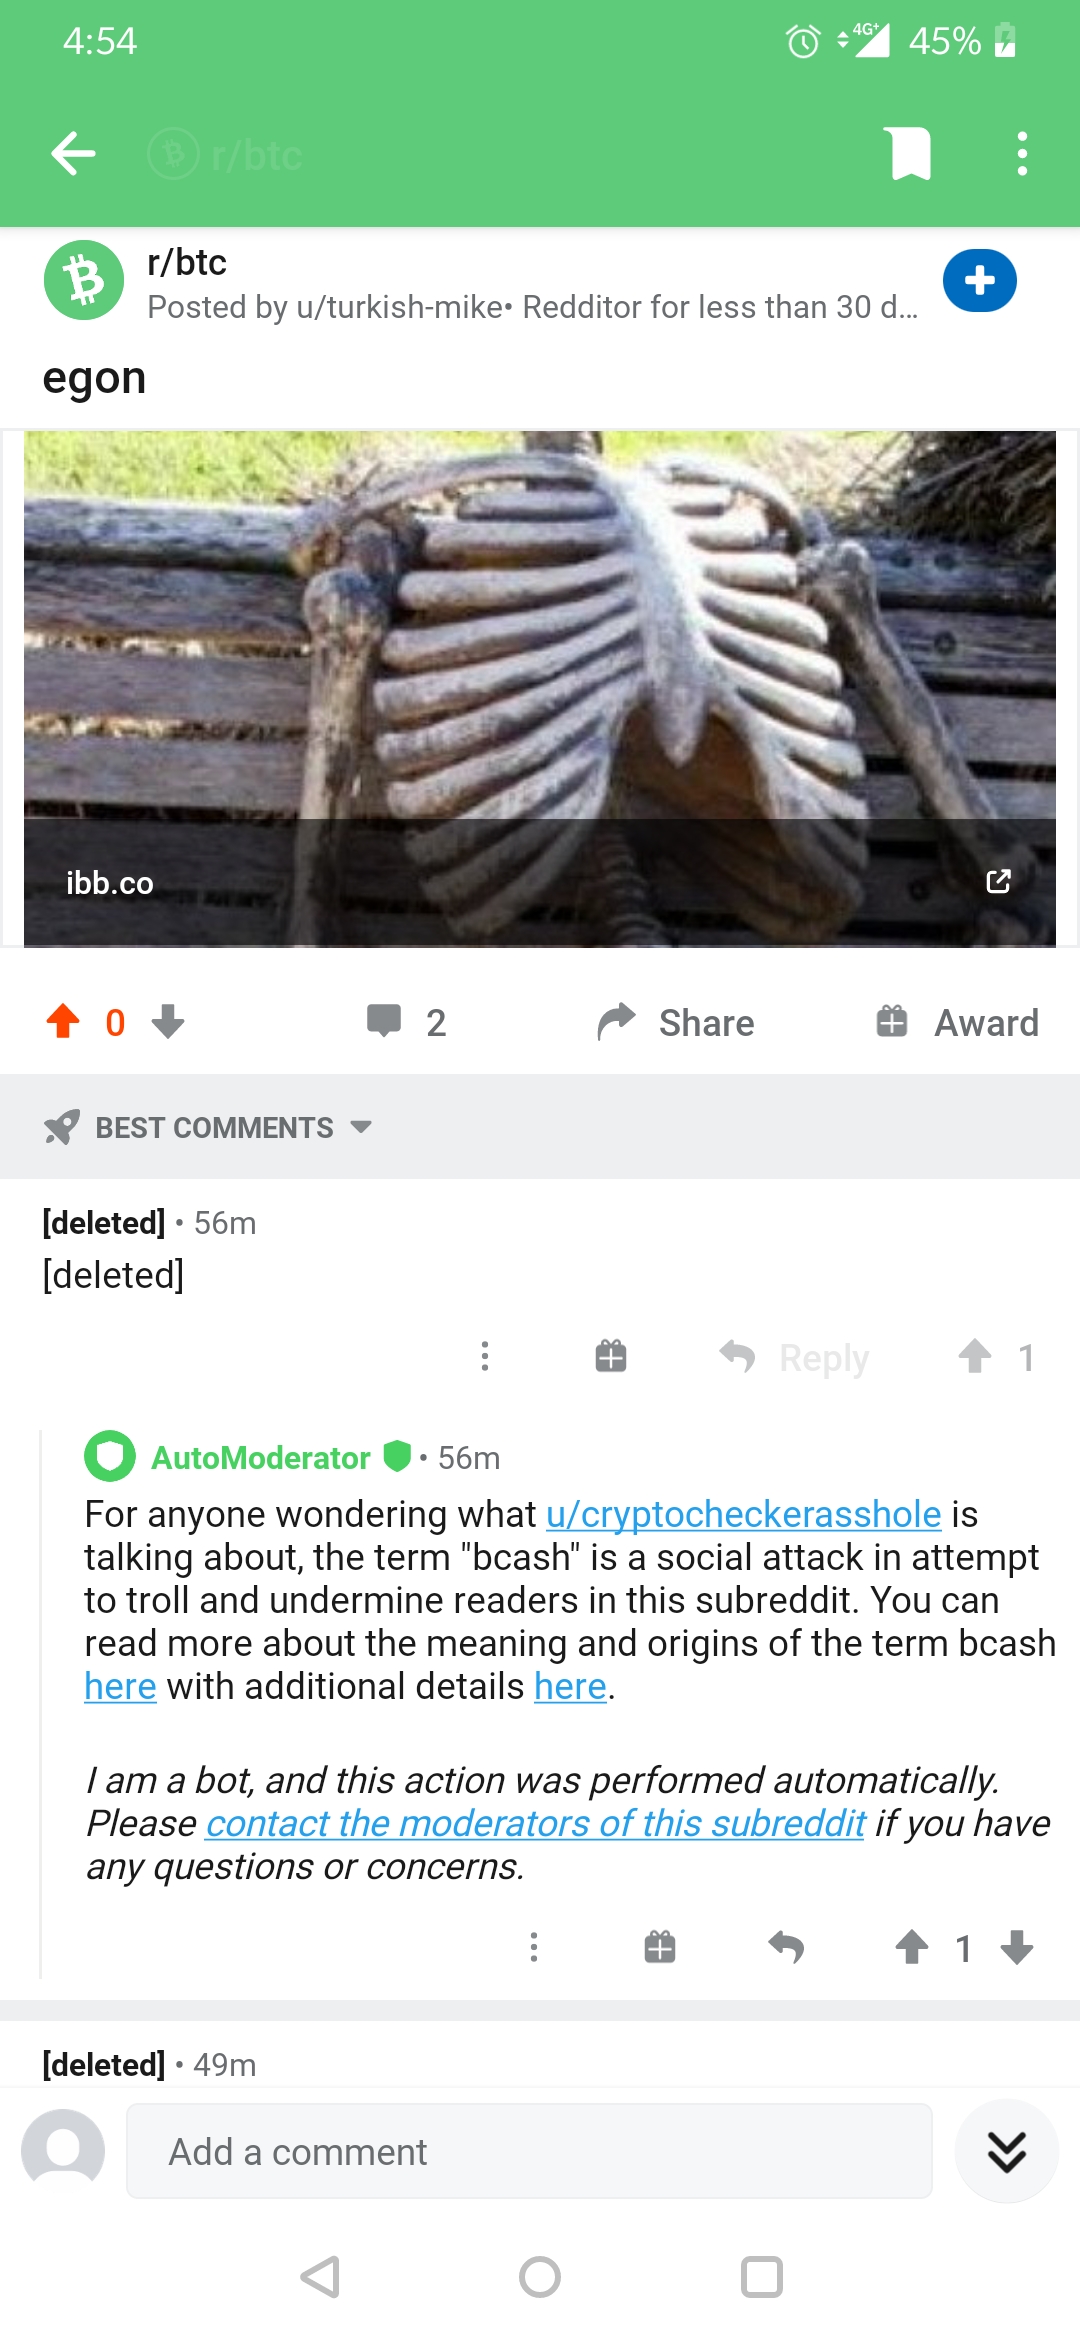 4:54
4G+
45%
r/btc
r/btc
Posted by u/turkish-mike• Redditor for less than 30 d...
egon
ibb.co
0
2
Share
Award
BEST COMMENTS
[deleted] • 56m
[deleted]
Reply
1
AutoModerator • 56m
For anyone wondering what u/cryptocheckerasshole is
talking about, the term "bcash" is a social attack in attempt
to troll and undermine readers in this subreddit. You can
read more about the meaning and origins of the term bcash
here with additional details here.
I am a bot, and this action was performed automatically.
Please contact the moderators of this subreddit if you have
any questions or concerns.
1
[deleted] • 49m
Add a comment